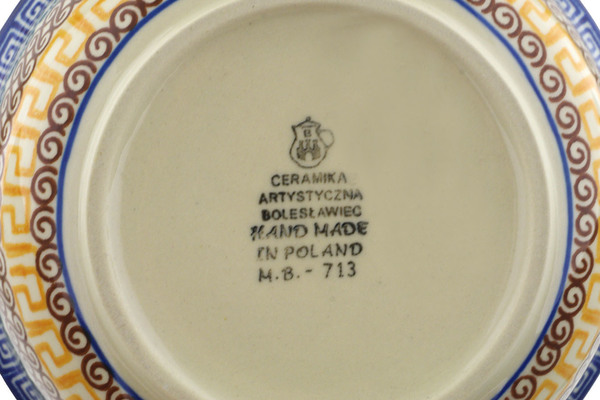 B
CERAMIKA
ARTYSTYCZNA
BOLESŁAWIEC
HAND MADE
IN POLAND
M.B. - 713